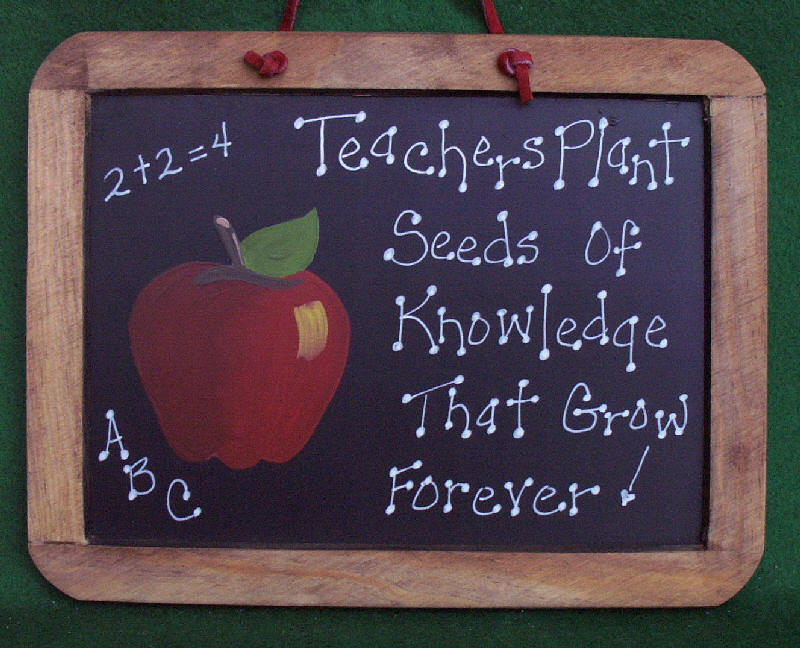 2+2=4
Teachers Plant
Seeds Of
Knowledge
That Grow
Forever!
A
B
C